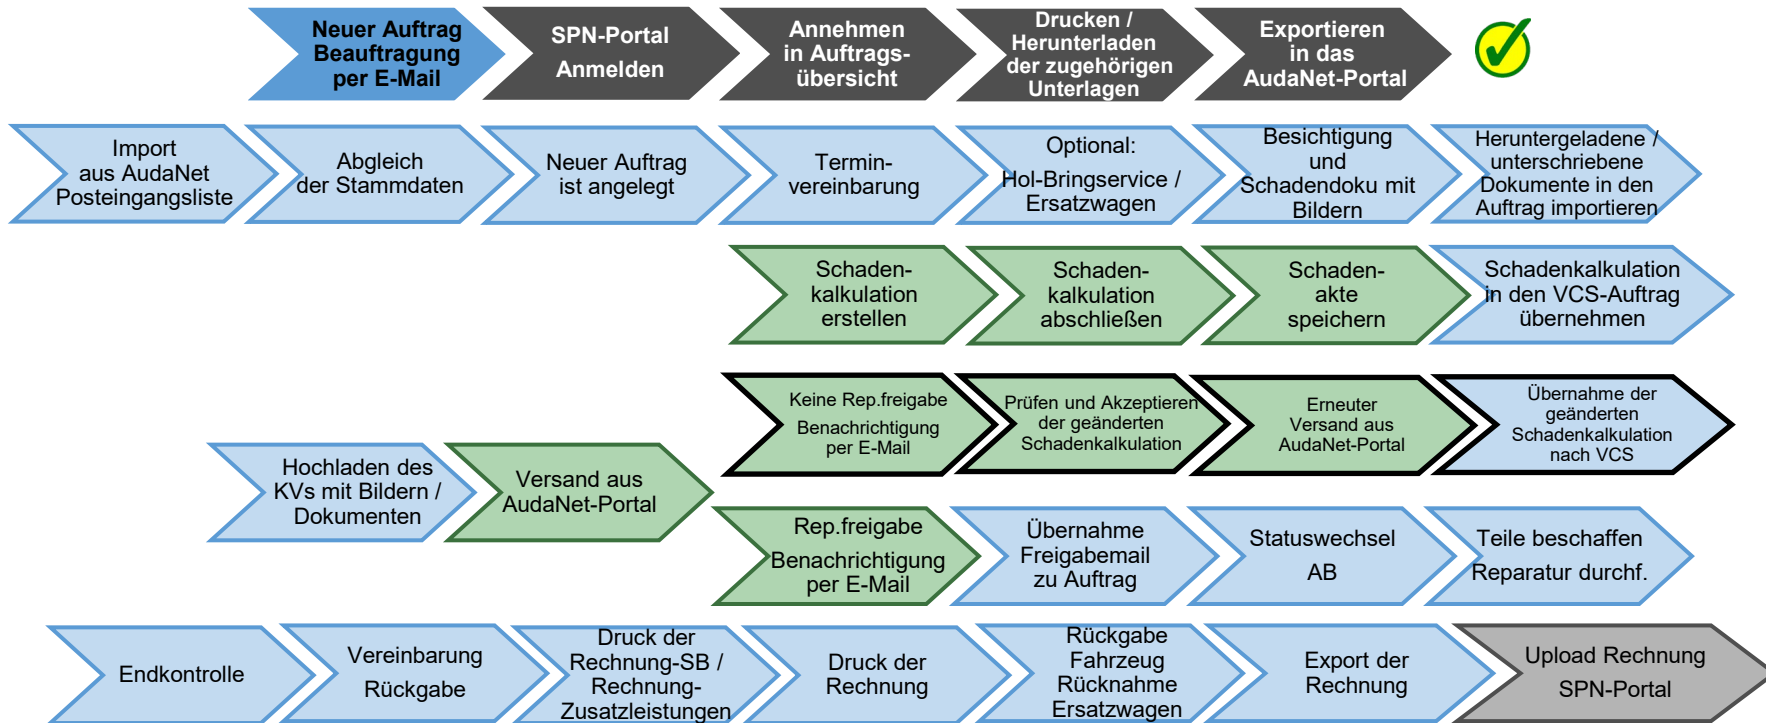 Neuer Auftrag
Beauftragung
per E-Mail
SPN-Portal
Anmelden
Annehmen
in Auftrags-
übersicht
Drucken /
Herunterladen
der zugehörigen
Unterlagen
Exportieren
in das
AudaNet-Portal
Import
aus AudaNet
Posteingangsliste
Abgleich
der Stammdaten
Neuer Auftrag
ist angelegt
Termin-
vereinbarung
Optional:
Hol-Bringservice /
Ersatzwagen
Besichtigung
und
Schadendoku mit
Bildern
Heruntergeladene /
unterschriebene
Dokumente in den
Auftrag importieren
Schaden-
kalkulation
erstellen
Schaden-
kalkulation
abschließen
Schaden-
akte
speichern
Schadenkalkulation
in den VCS-Auftrag
übernehmen
Keine Rep.freigabe
Benachrichtigung
per E-Mail
Prüfen und Akzeptieren
der geänderten
Schadenkalkulation
Erneuter
Versand aus
AudaNet-Portal
Übernahme der
geänderten
Schadenkalkulation
nach VCS
Hochladen des
KVs mit Bildern /
Dokumenten
Versand aus
AudaNet-Portal
Rep.freigabe
Benachrichtigung
per E-Mail
Übernahme
Freigabemail
zu Auftrag
Statuswechsel
AB
Teile beschaffen
Reparatur durchf.
Endkontrolle
Vereinbarung
Rückgabe
Druck der
Rechnung-SB /
Rechnung-
Zusatzleistungen
Druck der
Rechnung
Rückgabe
Fahrzeug
Rücknahme
Ersatzwagen
Export der
Rechnung
Upload Rechnung
SPN-Portal